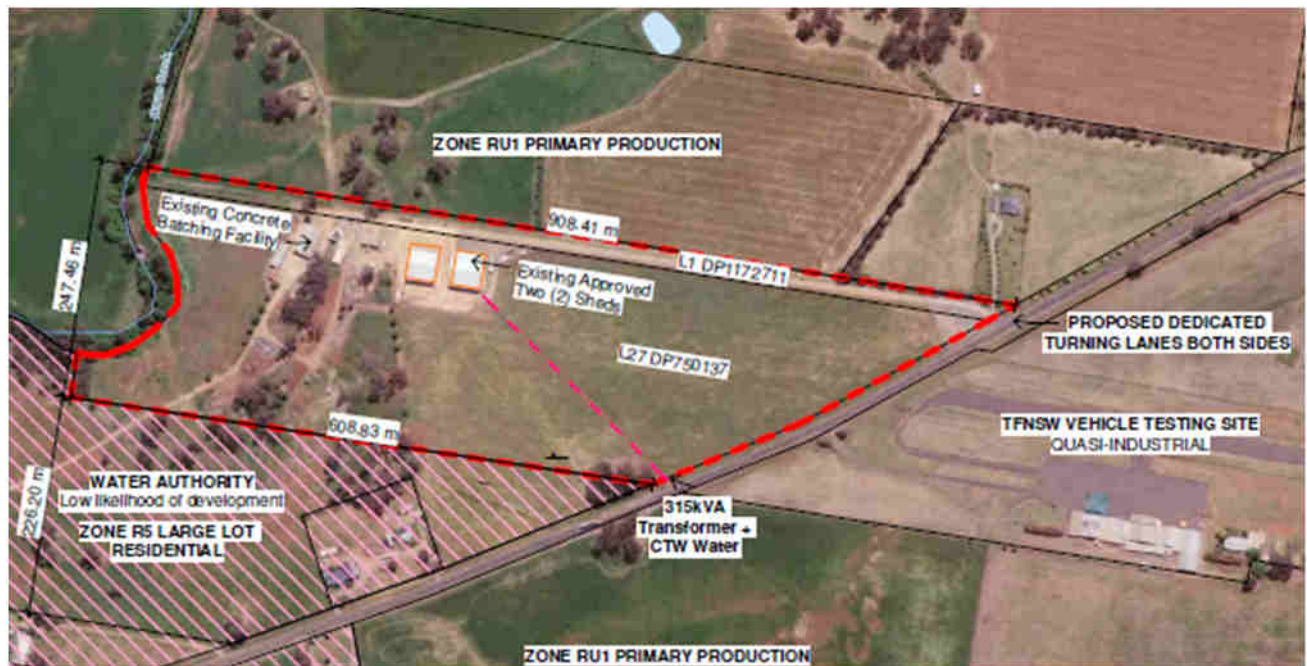 ZONE RU1 PRIMARY PRODUCTION
Existing Concrete
Batching Facility
908.41 m
L1 DP1172711
Existing Approved
Two (2) Sheds
247.46 m
PROPOSED DEDICATED
TURNING LANES BOTH SIDES
L27 DP750137
608.83 m
TFNSW VEHICLE TESTING SITE
QUASI-INDUSTRIAL
WATER AUTHORITY
Low likelihood of development
ZONE R5 LARGE LOT
RESIDENTIAL
226.20 m
315kVA
Transformer +
CTW Water
ZONE RU1 PRIMARY PRODUCTION